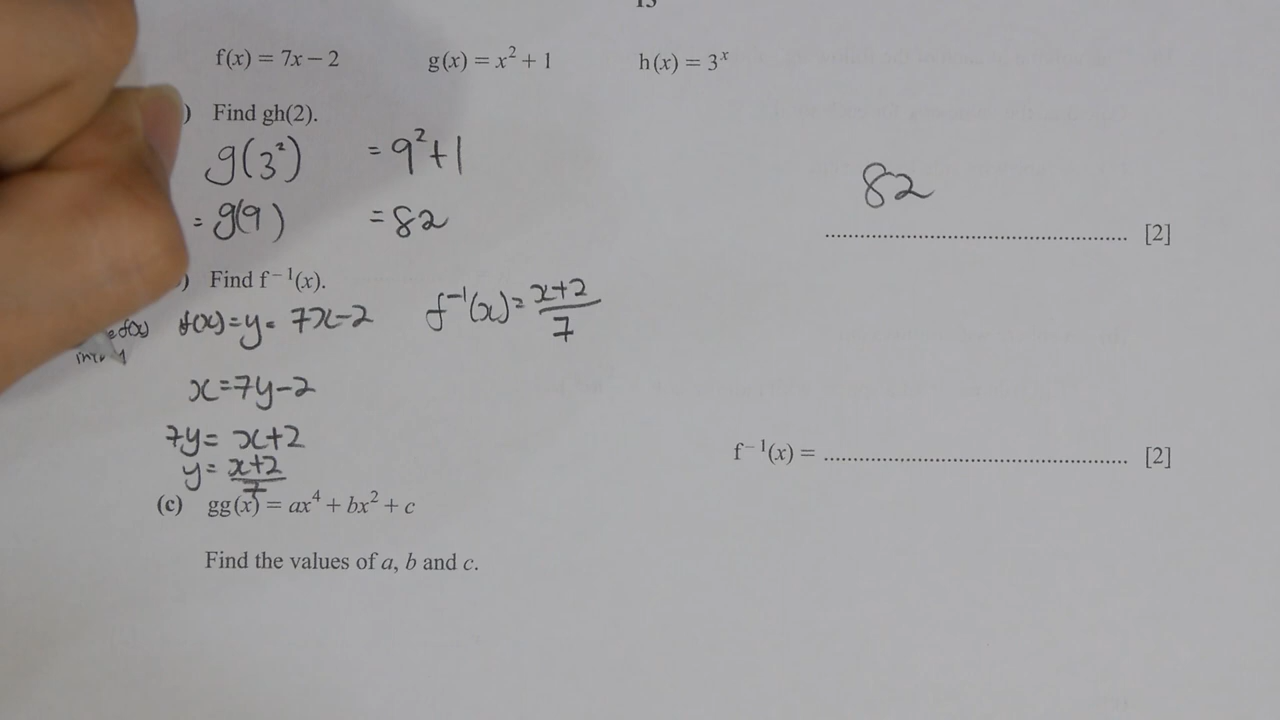 f(x) = 7x − 2 g(x) = x² + 1 h(x) = 3ˣ
) Find gh(2).
g(3²) = 9²+1
82
= g(9) = 82
[2]
) Find f⁻¹(x).
f(x)=y= 7x−2 f⁻¹(x)= x+2/7
x=7y−2
7y= x+2
f⁻¹(x) = [2]
y= x+2/7
(c) gg(x) = ax⁴ + bx² + c
Find the values of a, b and c.